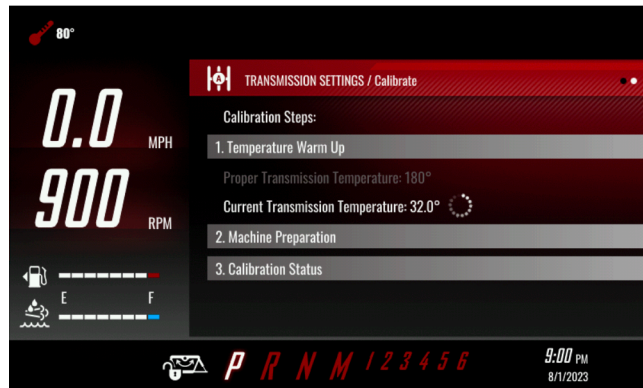 80°
TRANSMISSION SETTINGS / Calibrate
0.0 MPH
900 RPM
E F
Calibration Steps:
1. Temperature Warm Up
Proper Transmission Temperature: 180°
Current Transmission Temperature: 32.0°
2. Machine Preparation
3. Calibration Status
P R N M 1 2 3 4 5 6
9:00 PM
8/1/2023